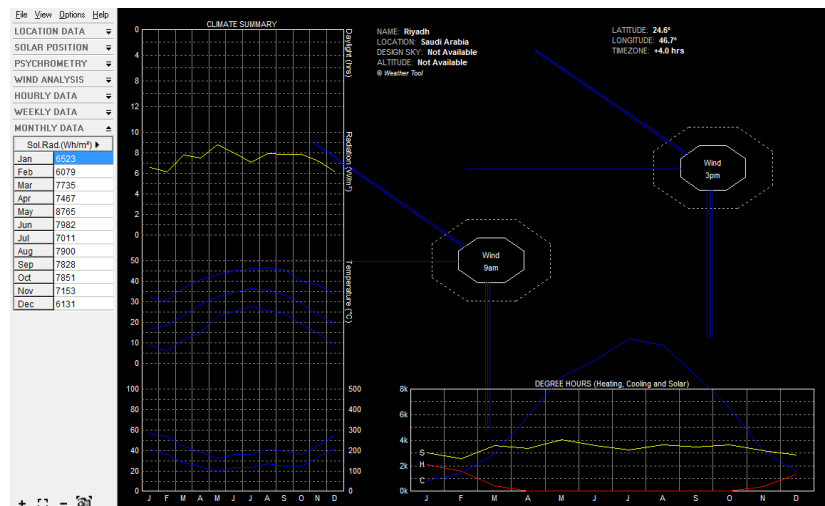 File View Options Help
LOCATION DATA
SOLAR POSITION
PSYCHROMETRY
WIND ANALYSIS
HOURLY DATA
WEEKLY DATA
MONTHLY DATA
Sol.Rad.(Wh/m²)
Jan 6523
Feb 6079
Mar 7735
Apr 7467
May 8765
Jun 7982
Jul 7011
Aug 7900
Sep 7828
Oct 7851
Nov 7153
Dec 6131
CLIMATE SUMMARY
0
4
8
12
Daylight (hrs)
10
8
6
4
2
0
Radiation (W/m²)
50
40
30
20
10
0
Temperature (°C)
100 500
80 400
60 300
40 200
20 100
0 0
J F M A M J J A S O N D
NAME: Riyadh
LOCATION: Saudi Arabia
DESIGN SKY: Not Available
ALTITUDE: Not Available
© Weather Tool
LATITUDE: 24.6°
LONGITUDE: 46.7°
TIMEZONE: +4.0 hrs
Wind
3pm
Wind
9am
DEGREE HOURS (Heating, Cooling and Solar)
8k
6k
4k
S
H
2k
C
0k
J F M A M J J A S O N D